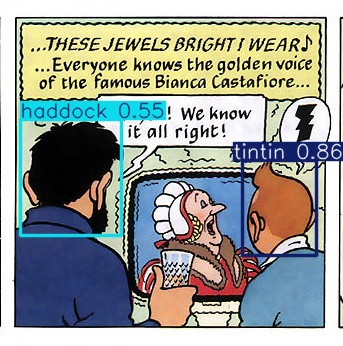 ...THESE JEWELS BRIGHT I WEAR♪
...Everyone knows the golden voice
of the famous Bianca Castafiore...
haddock 0.55
! We know
it all right!
tintin 0.86